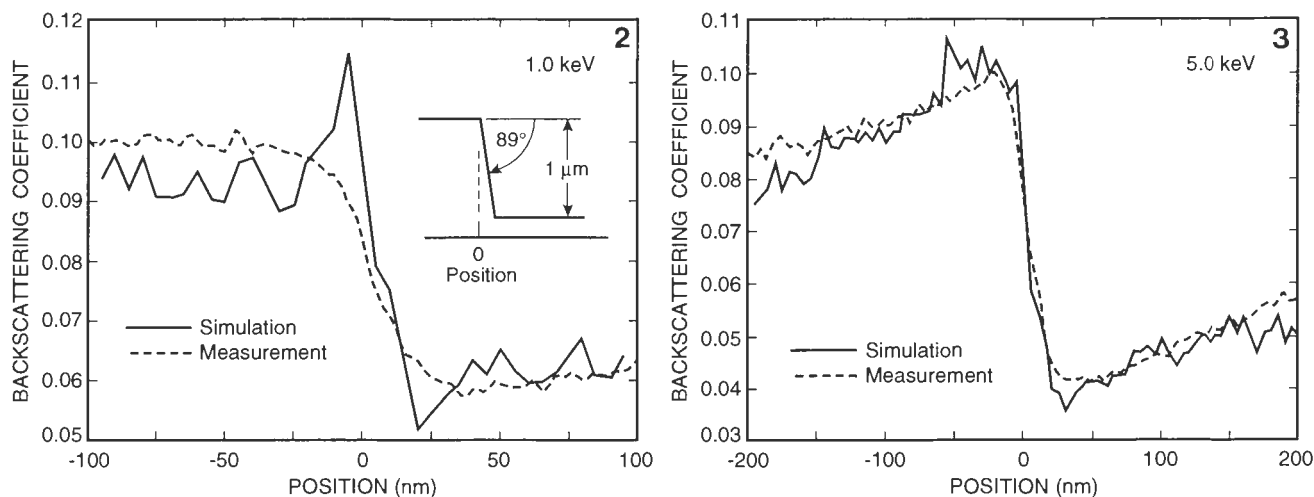 BACKSCATTERING COEFFICIENT
0.12
0.11
0.10
0.09
0.08
0.07
0.06
0.05
2
1.0 keV
89°
1 μm
0
Position
Simulation
Measurement
-100
-50
0
50
100
POSITION (nm)
BACKSCATTERING COEFFICIENT
0.11
0.10
0.09
0.08
0.07
0.06
0.05
0.04
0.03
3
5.0 keV
Simulation
Measurement
-200
-100
0
100
200
POSITION (nm)